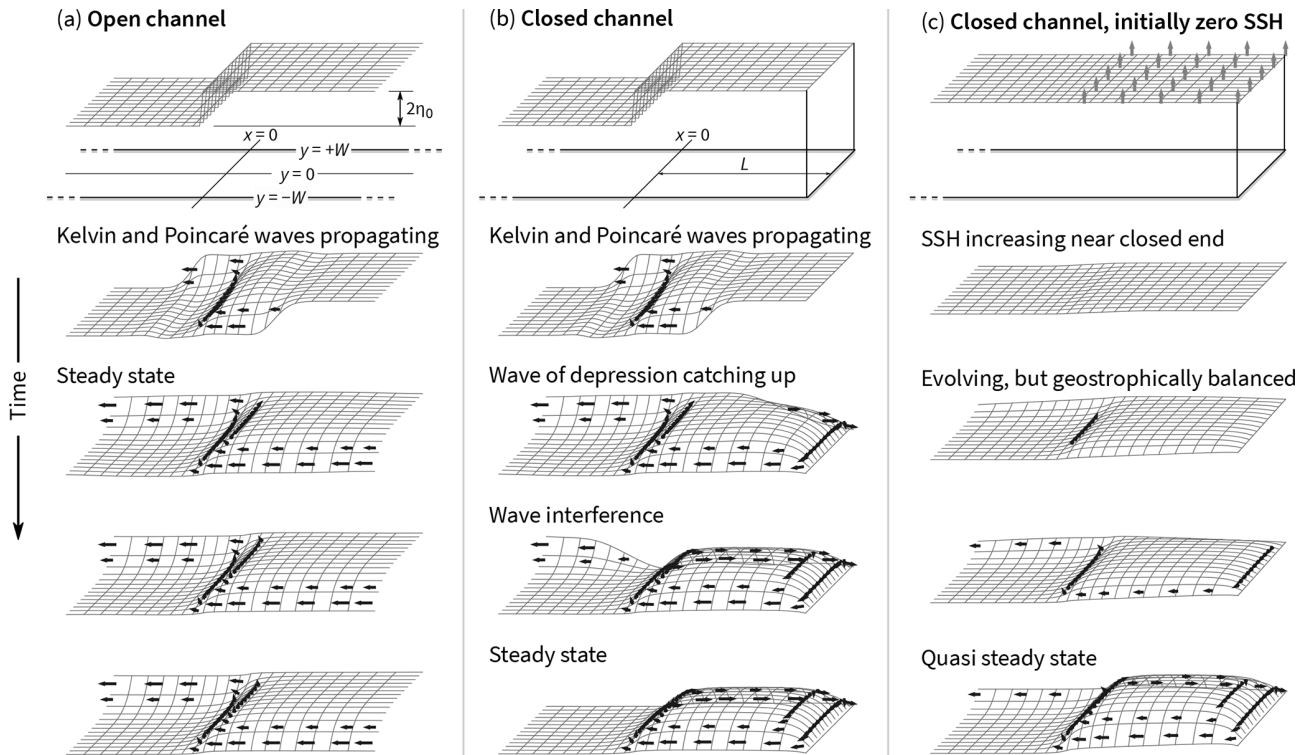 (a) Open channel
2η₀
x = 0
y = +W
y = 0
y = −W
Kelvin and Poincaré waves propagating
Steady state
Time
(b) Closed channel
x = 0
L
Kelvin and Poincaré waves propagating
Wave of depression catching up
Wave interference
Steady state
(c) Closed channel, initially zero SSH
SSH increasing near closed end
Evolving, but geostrophically balanced
Quasi steady state